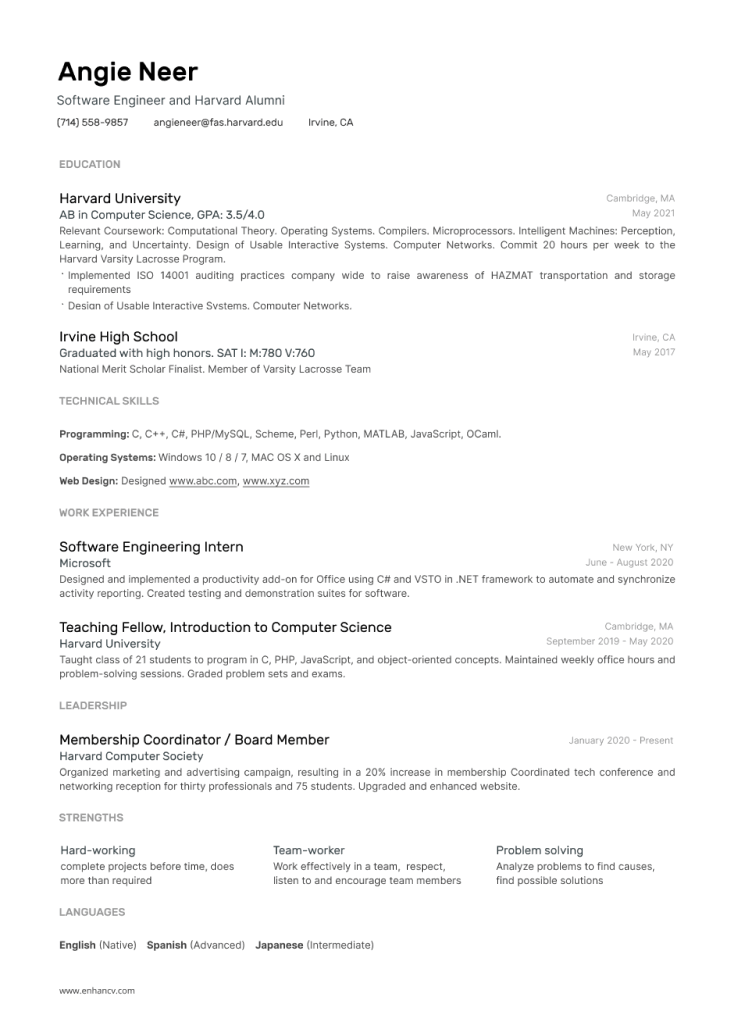 Angie Neer
Software Engineer and Harvard Alumni
(714) 558-9857 angieneer@fas.harvard.edu Irvine, CA
EDUCATION
Harvard University Cambridge, MA
AB in Computer Science, GPA: 3.5/4.0 May 2021
Relevant Coursework: Computational Theory. Operating Systems. Compilers. Microprocessors. Intelligent Machines: Perception,
Learning, and Uncertainty. Design of Usable Interactive Systems. Computer Networks. Commit 20 hours per week to the
Harvard Varsity Lacrosse Program.
· Implemented ISO 14001 auditing practices company wide to raise awareness of HAZMAT transportation and storage
requirements
· Design of Usable Interactive Systems. Computer Networks.
Irvine High School Irvine, CA
Graduated with high honors. SAT I: M:780 V:760 May 2017
National Merit Scholar Finalist. Member of Varsity Lacrosse Team
TECHNICAL SKILLS
Programming: C, C++, C#, PHP/MySQL, Scheme, Perl, Python, MATLAB, JavaScript, OCaml.
Operating Systems: Windows 10 / 8 / 7, MAC OS X and Linux
Web Design: Designed www.abc.com, www.xyz.com
WORK EXPERIENCE
Software Engineering Intern New York, NY
Microsoft June - August 2020
Designed and implemented a productivity add-on for Office using C# and VSTO in .NET framework to automate and synchronize
activity reporting. Created testing and demonstration suites for software.
Teaching Fellow, Introduction to Computer Science Cambridge, MA
Harvard University September 2019 - May 2020
Taught class of 21 students to program in C, PHP, JavaScript, and object-oriented concepts. Maintained weekly office hours and
problem-solving sessions. Graded problem sets and exams.
LEADERSHIP
Membership Coordinator / Board Member January 2020 - Present
Harvard Computer Society
Organized marketing and advertising campaign, resulting in a 20% increase in membership Coordinated tech conference and
networking reception for thirty professionals and 75 students. Upgraded and enhanced website.
STRENGTHS
Hard-working
complete projects before time, does
more than required
Team-worker
Work effectively in a team, respect,
listen to and encourage team members
Problem solving
Analyze problems to find causes,
find possible solutions
LANGUAGES
English (Native) Spanish (Advanced) Japanese (Intermediate)
www.enhancv.com